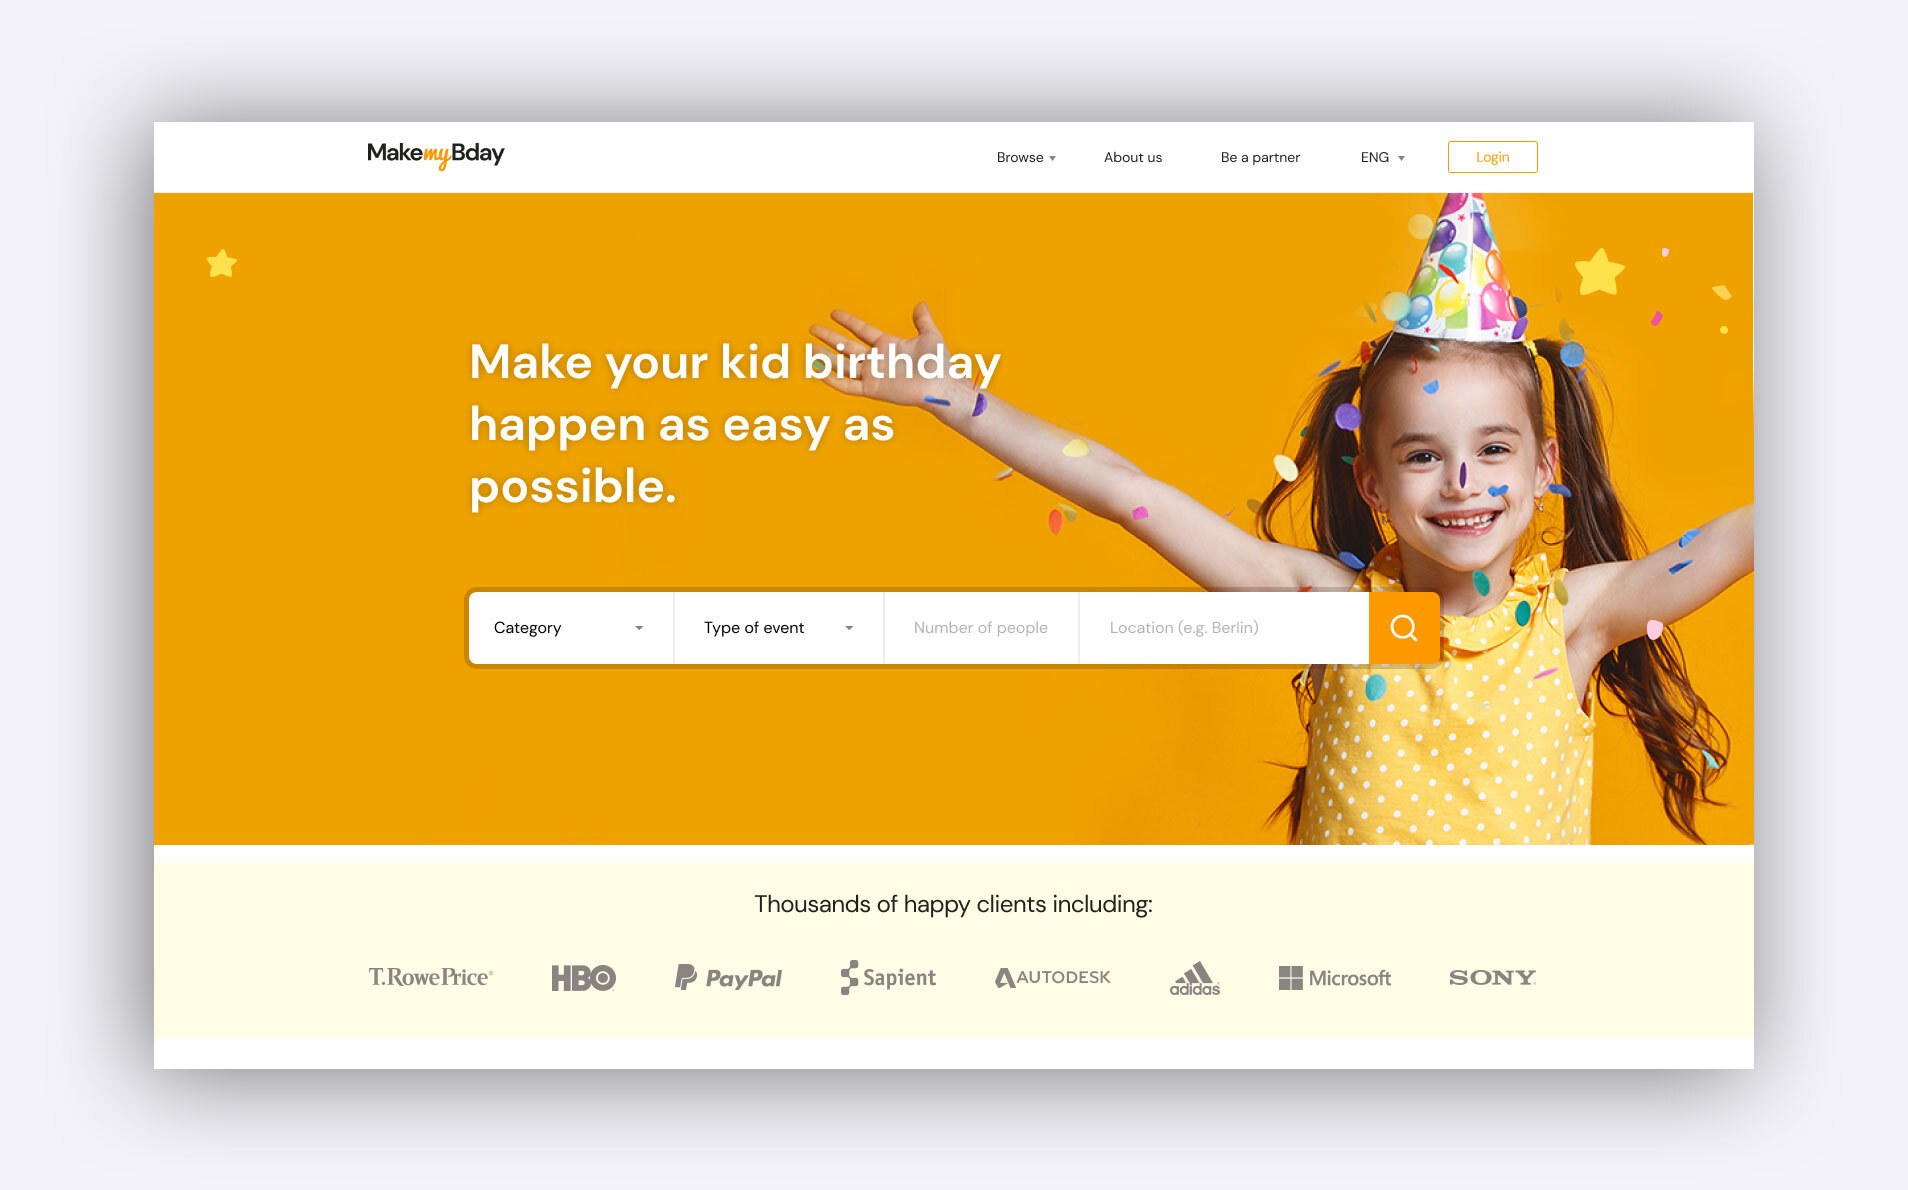 MakemyBday
Browse
About us
Be a partner
ENG
Login
Make your kid birthday
happen as easy as
possible.
Category
Type of event
Number of people
Location (e.g. Berlin)
Thousands of happy clients including:
T.RowePrice®
HBO
PayPal
Sapient
AUTODESK
adidas
Microsoft
SONY